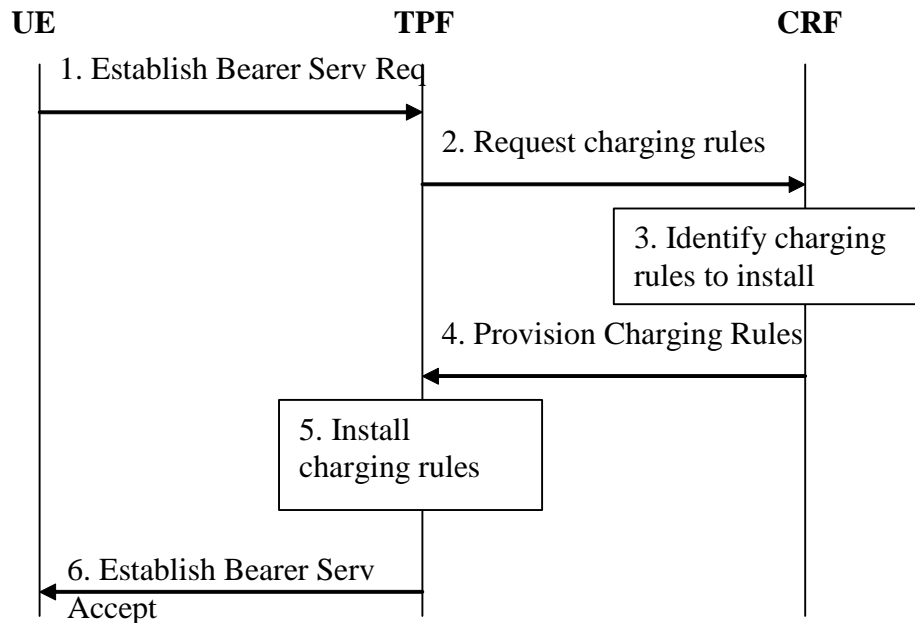 UE TPF CRF
1. Establish Bearer Serv Req
2. Request charging rules
3. Identify charging
rules to install
4. Provision Charging Rules
5. Install
charging rules
6. Establish Bearer Serv
Accept